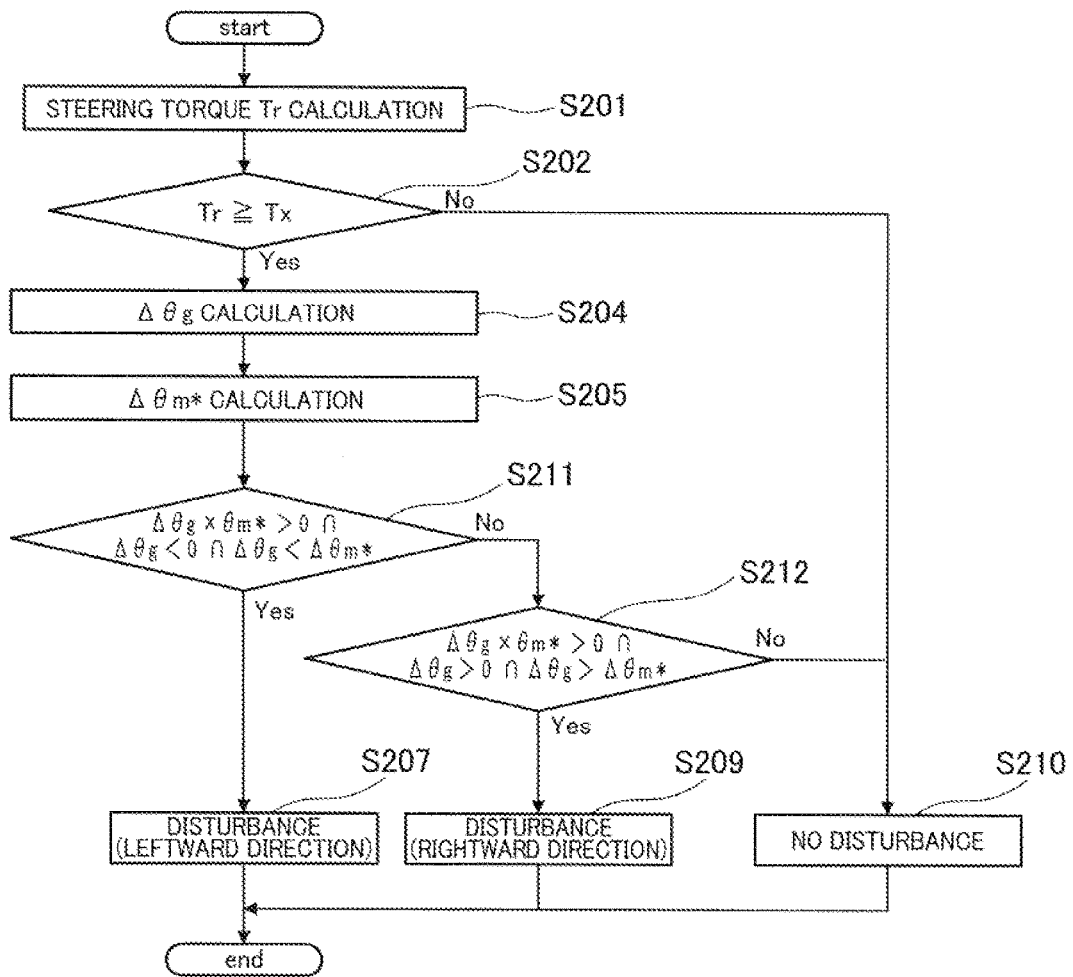 start
STEERING TORQUE Tr CALCULATION
S201
S202
Tr ≧ Tx
No
Yes
Δθg CALCULATION
S204
Δθm* CALCULATION
S205
S211
Δθg×θm*>0 ∩
Δθg<0 ∩ Δθg<Δθm*
No
Yes
S212
Δθg×θm*>0 ∩
Δθg>0 ∩ Δθg>Δθm*
No
Yes
S207
DISTURBANCE
(LEFTWARD DIRECTION)
S209
DISTURBANCE
(RIGHTWARD DIRECTION)
S210
NO DISTURBANCE
end